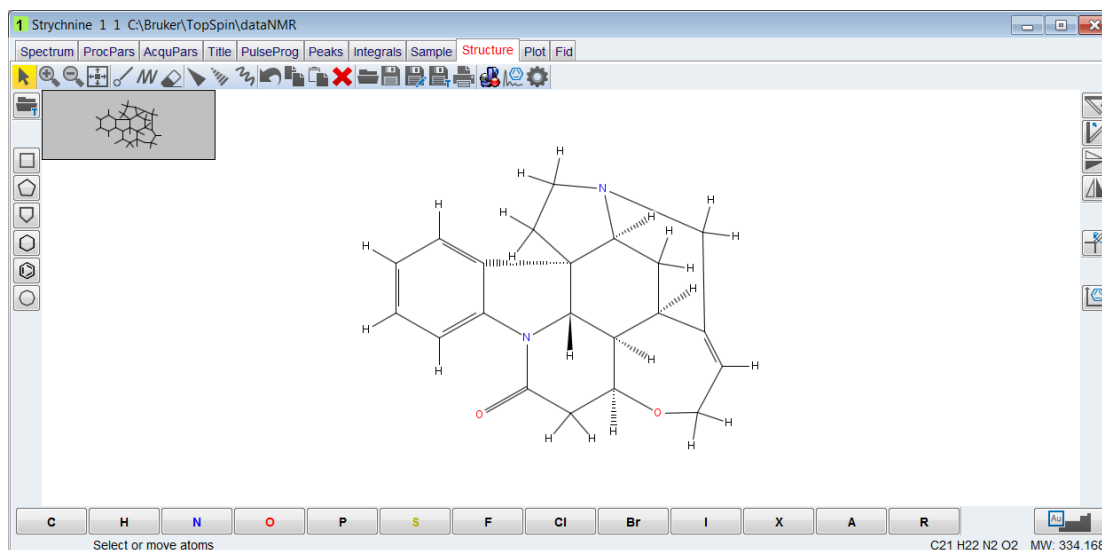 1 Strychnine 1 1 C:\Bruker\TopSpin\dataNMR
Spectrum ProcPars AcquPars Title PulseProg Peaks Integrals Sample Structure Plot Fid
T T
H
H N
H H H
H H
H H
H H
H
H N
H H
H
H
O O
H
H H H H
C H N O P S F Cl Br I X A R Au
Select or move atoms C21 H22 N2 O2 MW: 334.168